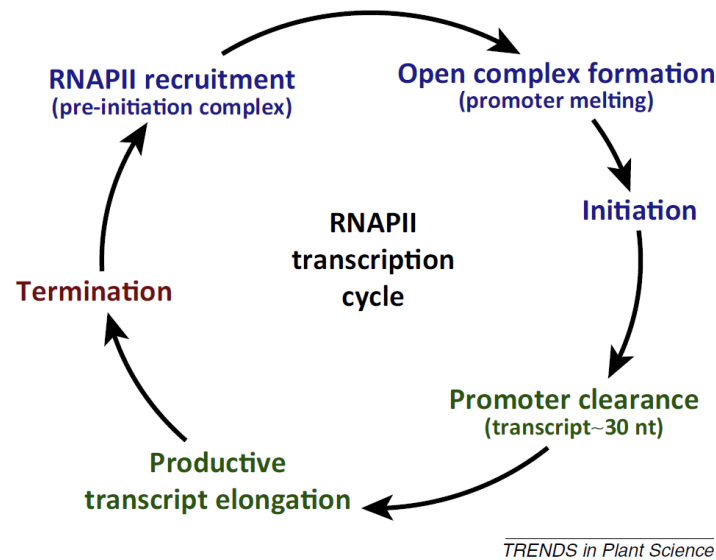 RNAPII recruitment
(pre-initiation complex)
Open complex formation
(promoter melting)
Initiation
RNAPII
transcription
cycle
Termination
Promoter clearance
(transcript~30 nt)
Productive
transcript elongation
TRENDS in Plant Science